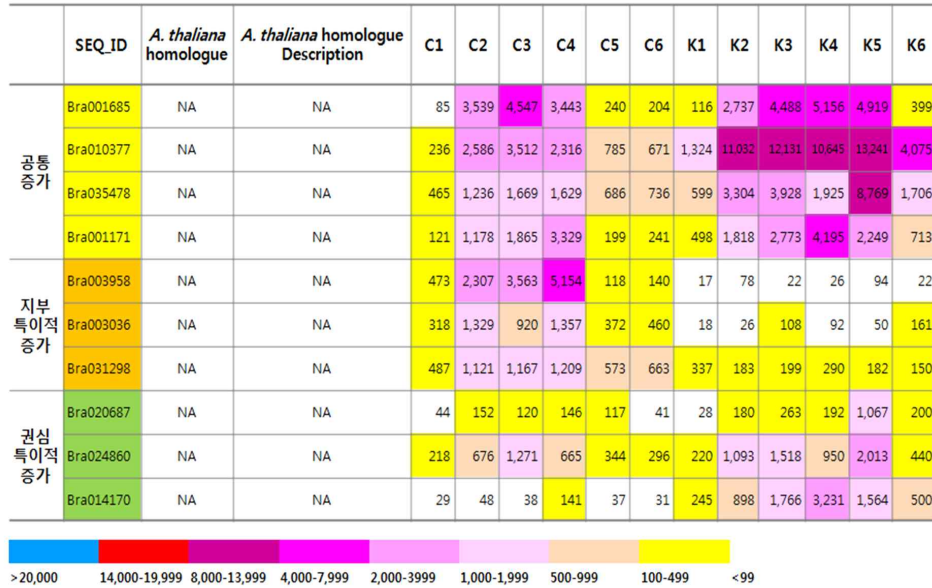 SEQ_ID A. thaliana homologue A. thaliana homologue Description C1 C2 C3 C4 C5 C6 K1 K2 K3 K4 K5 K6
공통 증가
Bra001685 NA NA 85 3,539 4,547 3,443 240 204 116 2,737 4,488 5,156 4,919 399
Bra010377 NA NA 236 2,586 3,512 2,316 785 671 1,324 11,032 12,131 10,845 13,241 4,075
Bra035478 NA NA 465 1,236 1,669 1,629 686 736 599 3,304 3,928 1,925 8,769 1,706
Bra001171 NA NA 121 1,178 1,865 3,329 199 241 498 1,818 2,773 4,195 2,249 713
지부 특이적 증가
Bra003958 NA NA 473 2,307 3,563 5,154 118 140 17 78 22 26 94 22
Bra003036 NA NA 318 1,329 920 1,357 372 460 18 26 108 92 50 161
Bra031298 NA NA 487 1,121 1,167 1,209 573 663 337 183 199 290 182 150
권심 특이적 증가
Bra020687 NA NA 44 152 120 146 117 41 28 180 263 192 1,067 200
Bra024860 NA NA 218 676 1,271 665 344 296 220 1,093 1,518 950 2,013 440
Bra014170 NA NA 29 48 38 141 37 31 245 898 1,766 3,231 1,564 500
>20,000 14,000-19,999 8,000-13,999 4,000-7,999 2,000-3999 1,000-1,999 500-999 100-499 <99